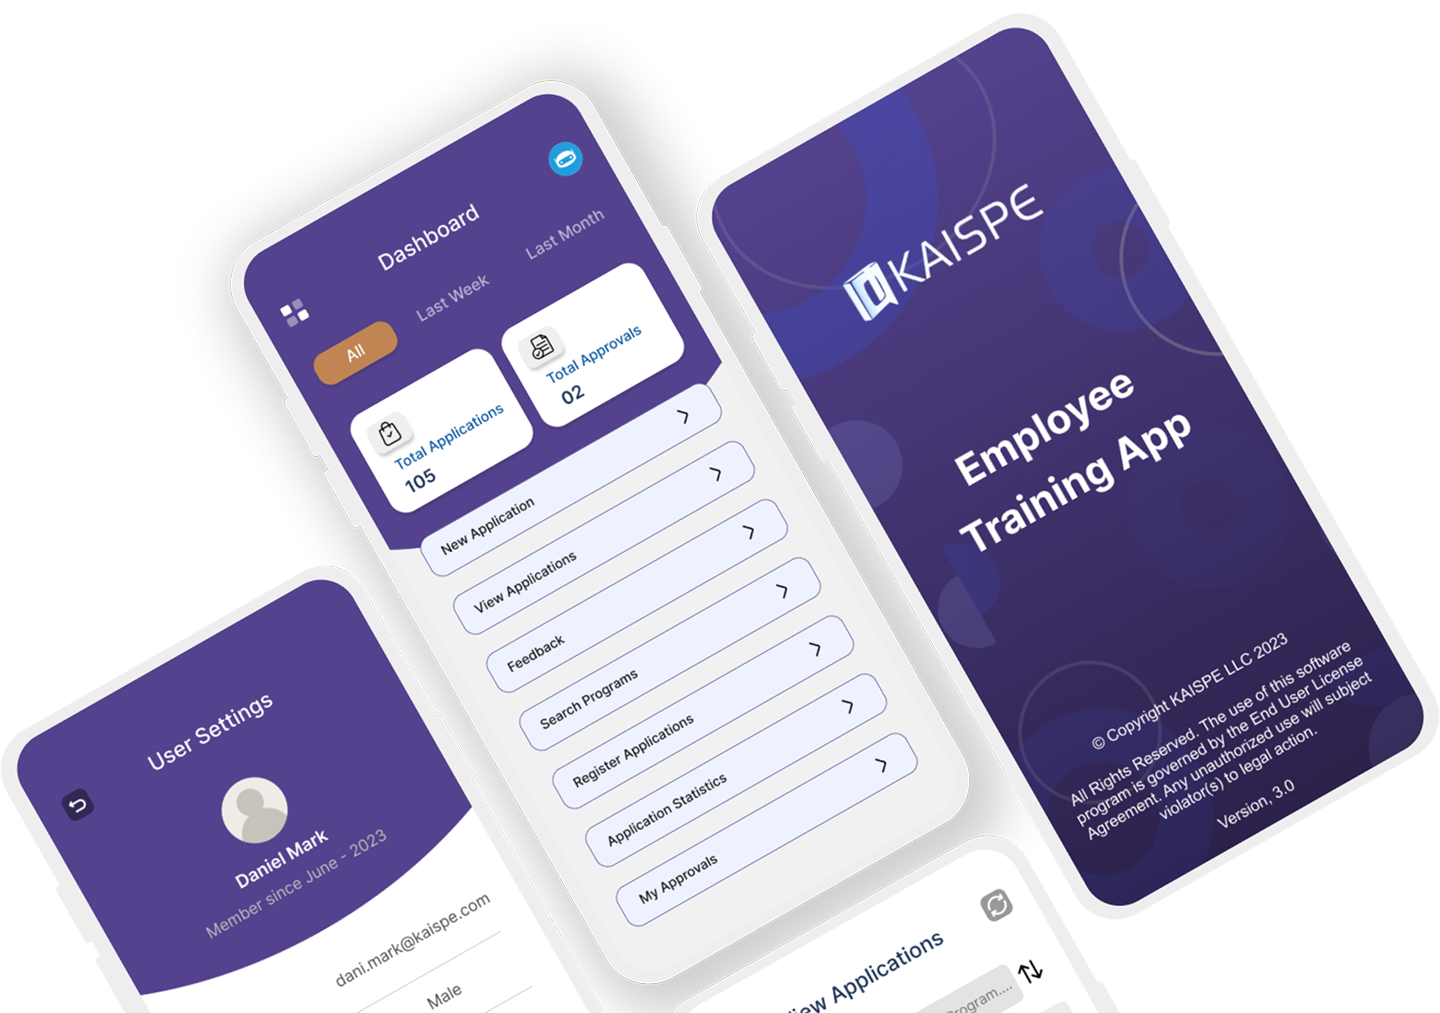 Dashboard
All
Last Week
Last Month
Total Applications
105
Total Approvals
02
New Application
View Applications
Feedback
Search Programs
Register Applications
Application Statistics
My Approvals
KAISPE
Employee
Training App
© Copyright KAISPE LLC 2023
All Rights Reserved. The use of this software
program is governed by the End User License
Agreement. Any unauthorized use will subject
violator(s) to legal action.
Version, 3.0
User Settings
Daniel Mark
Member since June - 2023
dani.mark@kaispe.com
Male
View Applications
Program....